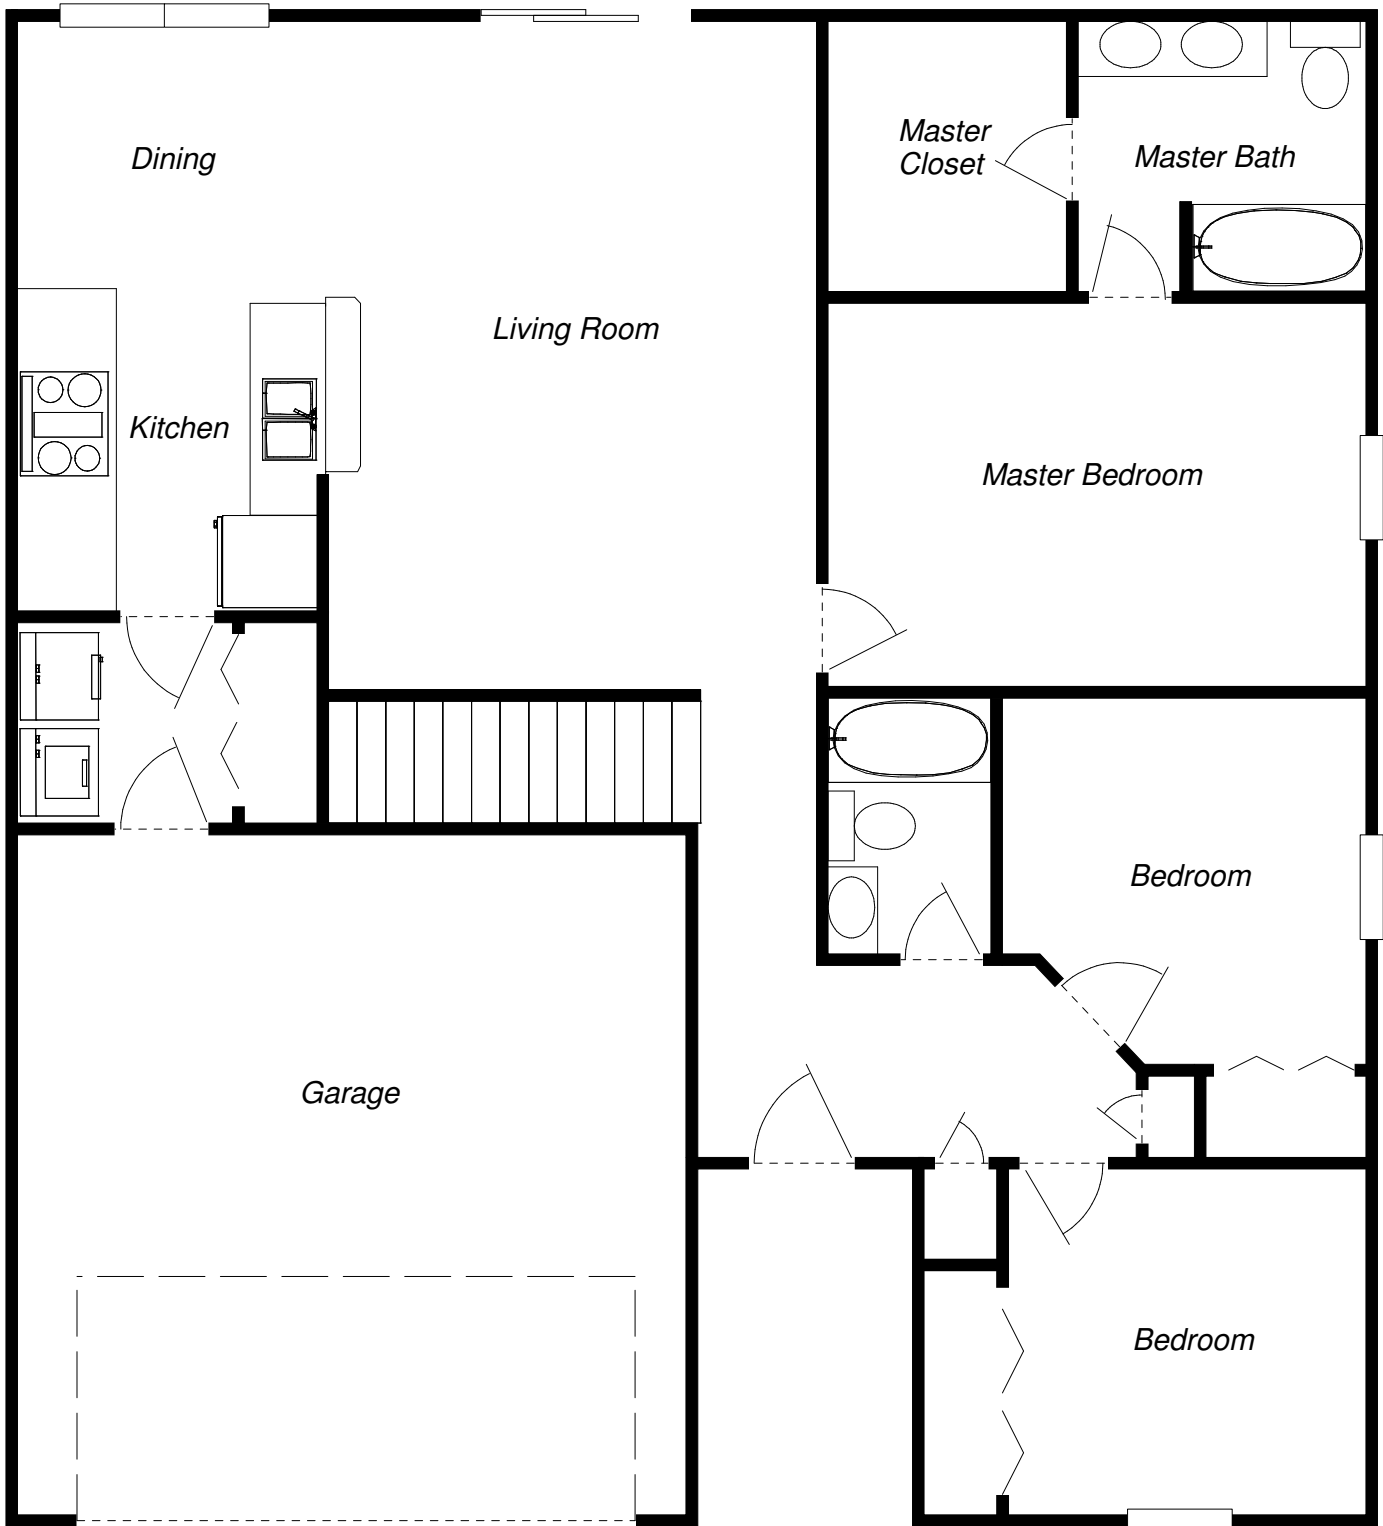 Dining
Master
Closet
Master Bath
Living Room
Kitchen
Master Bedroom
Bedroom
Garage
Bedroom